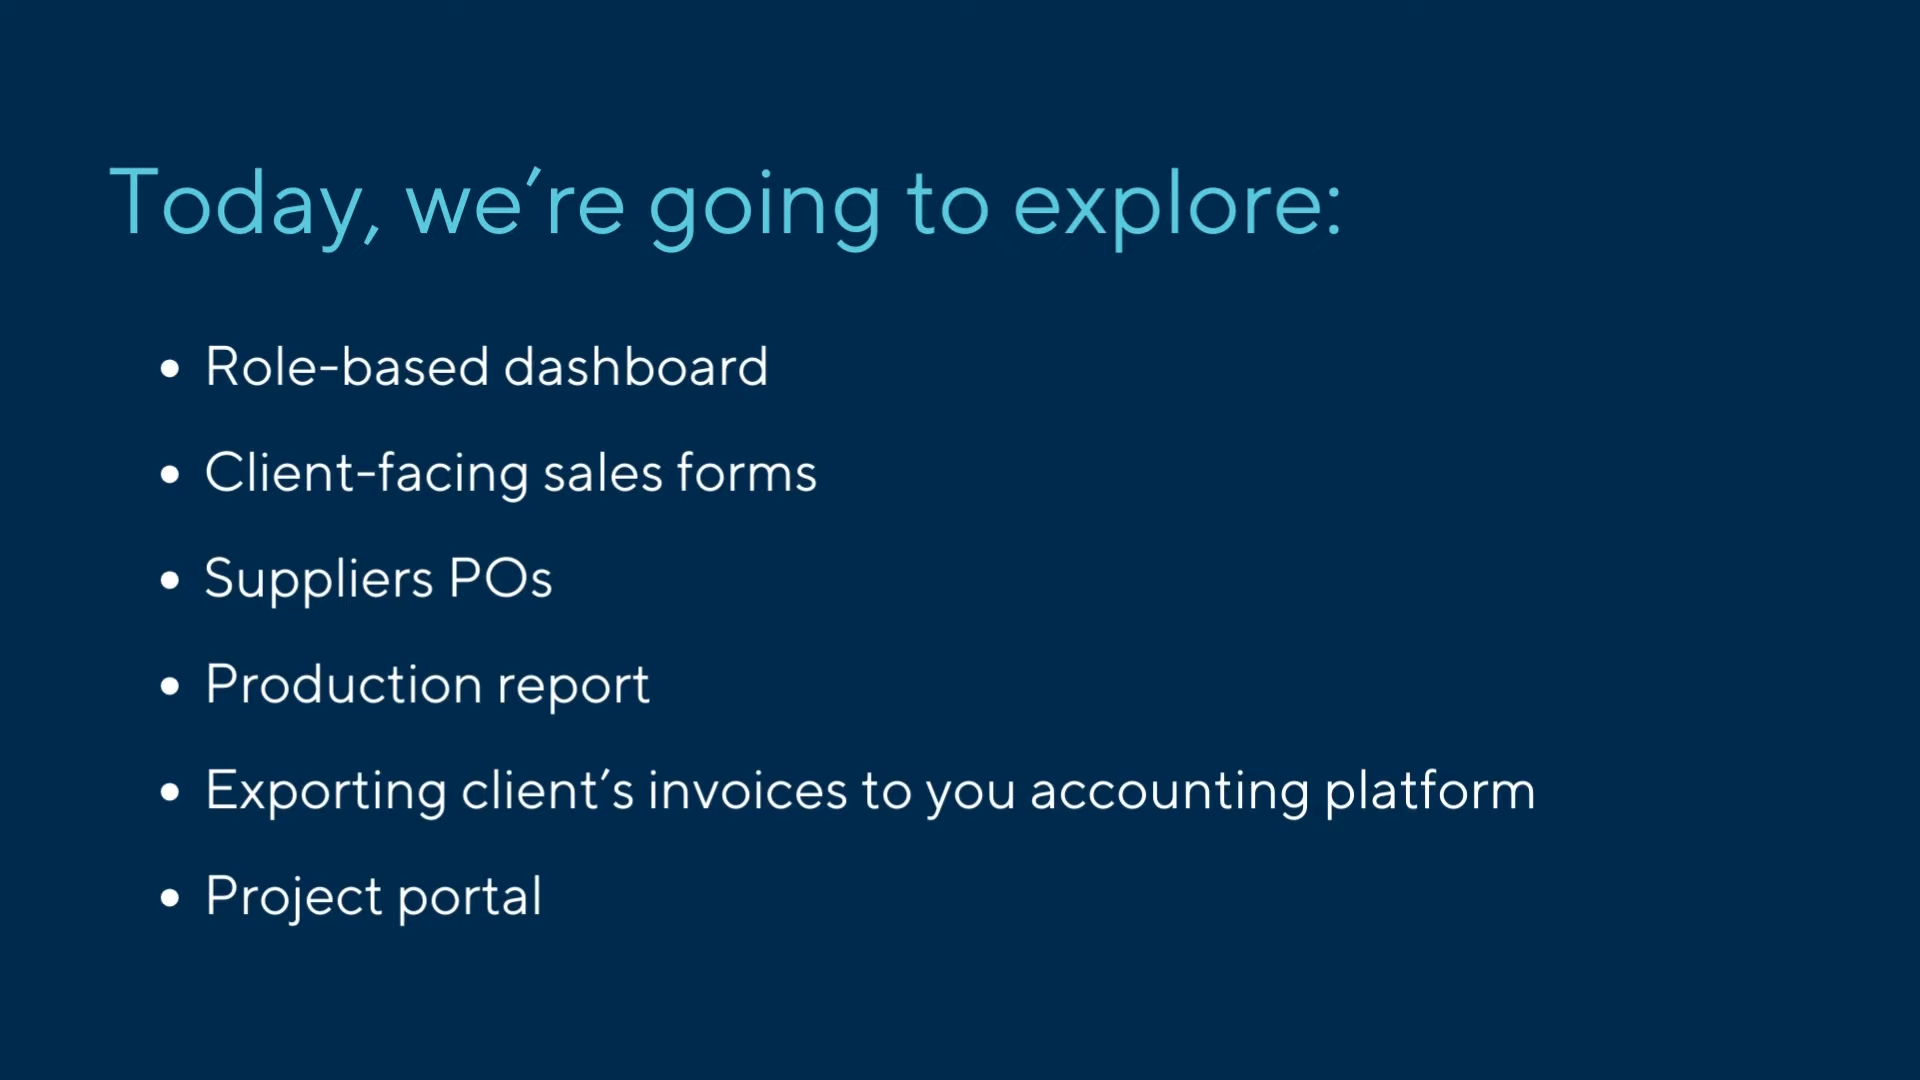 Today, we’re going to explore:
• Role-based dashboard
• Client-facing sales forms
• Suppliers POs
• Production report
• Exporting client’s invoices to you accounting platform
• Project portal